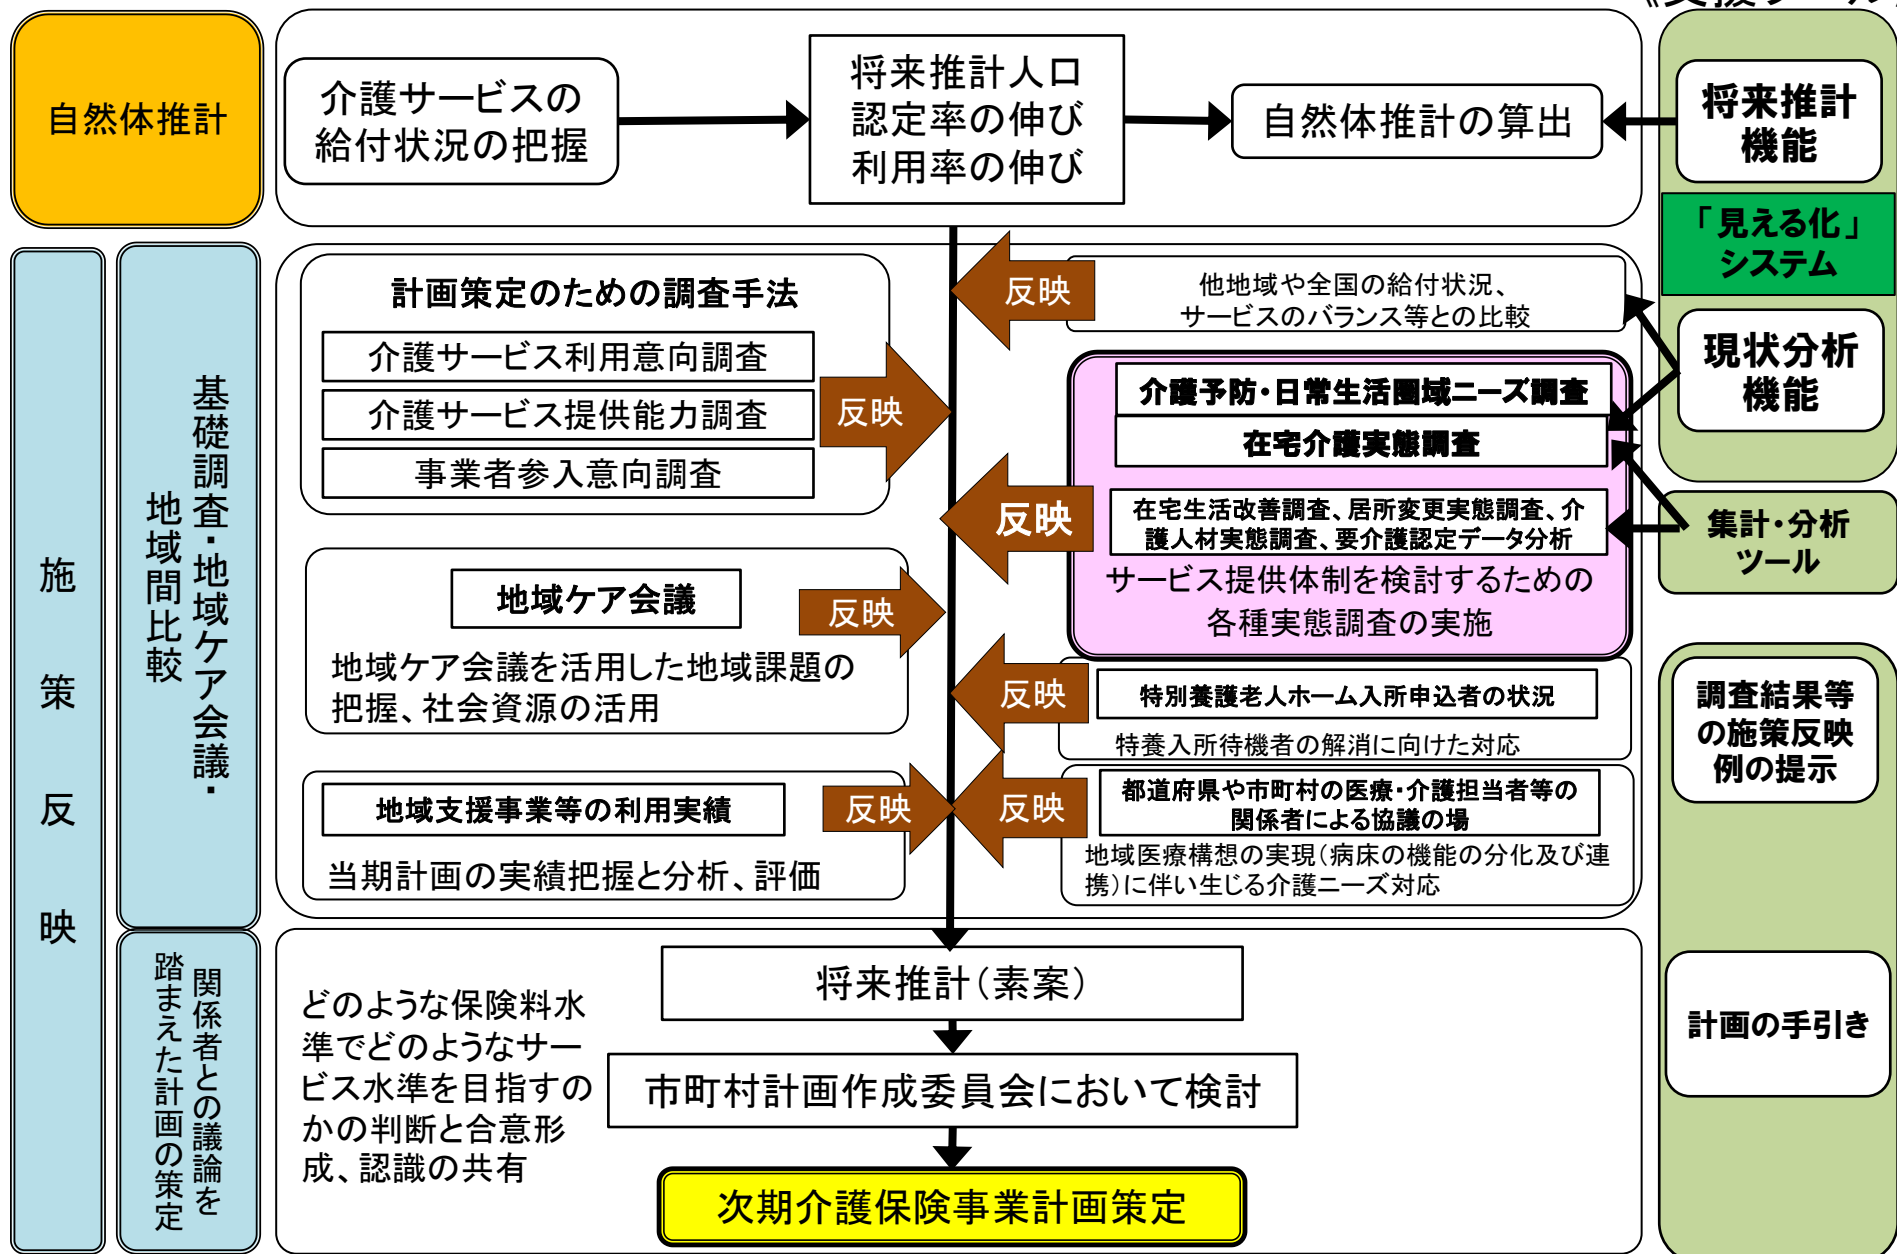 自然体推計
介護サービスの
給付状況の把握
将来推計人口
認定率の伸び
利用率の伸び
自然体推計の算出
将来推計
機能
「見える化」
システム
現状分析
機能
集計・分析
ツール
調査結果等
の施策反映
例の提示
計画の手引き
施策反映
基礎調査・地域ケア会議・
地域間比較
計画策定のための調査手法
介護サービス利用意向調査
介護サービス提供能力調査
事業者参入意向調査
反映
反映
他地域や全国の給付状況、
サービスのバランス等との比較
介護予防・日常生活圏域ニーズ調査
在宅介護実態調査
在宅生活改善調査、居所変更実態調査、介
護人材実態調査、要介護認定データ分析
サービス提供体制を検討するための
各種実態調査の実施
反映
地域ケア会議
地域ケア会議を活用した地域課題の
把握、社会資源の活用
反映
反映
特別養護老人ホーム入所申込者の状況
特養入所待機者の解消に向けた対応
地域支援事業等の利用実績
当期計画の実績把握と分析、評価
反映
反映
都道府県や市町村の医療・介護担当者等の
関係者による協議の場
地域医療構想の実現（病床の機能の分化及び連
携）に伴い生じる介護ニーズ対応
関係者との議論を
踏まえた計画の策定
どのような保険料水
準でどのようなサー
ビス水準を目指すの
かの判断と合意形
成、認識の共有
将来推計（素案）
市町村計画作成委員会において検討
次期介護保険事業計画策定